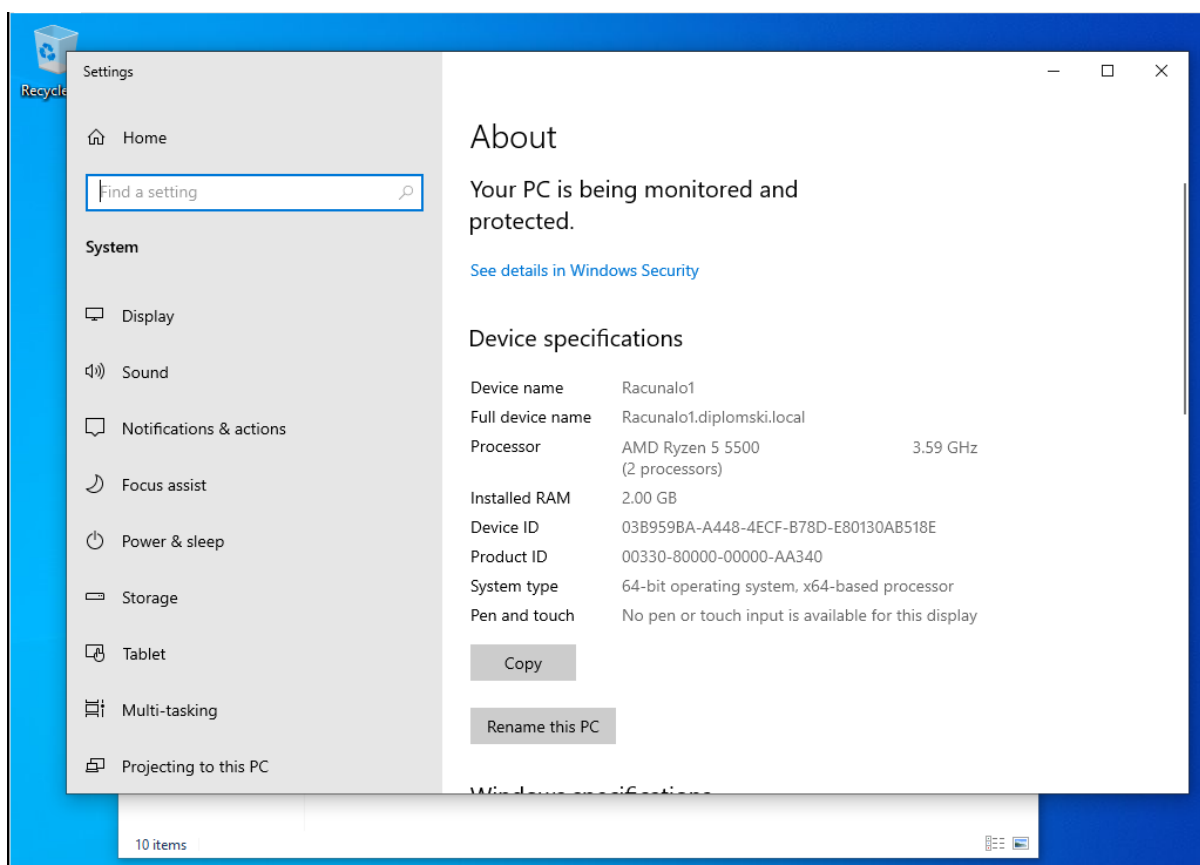 Recycle
Settings
Home
Find a setting
System
Display
Sound
Notifications & actions
Focus assist
Power & sleep
Storage
Tablet
Multi-tasking
Projecting to this PC
About
Your PC is being monitored and
protected.
See details in Windows Security
Device specifications
Device name Racunalo1
Full device name Racunalo1.diplomski.local
Processor AMD Ryzen 5 5500 3.59 GHz
(2 processors)
Installed RAM 2.00 GB
Device ID 03B959BA-A448-4ECF-B78D-E80130AB518E
Product ID 00330-80000-00000-AA340
System type 64-bit operating system, x64-based processor
Pen and touch No pen or touch input is available for this display
Copy
Rename this PC
Windows specifications
10 items